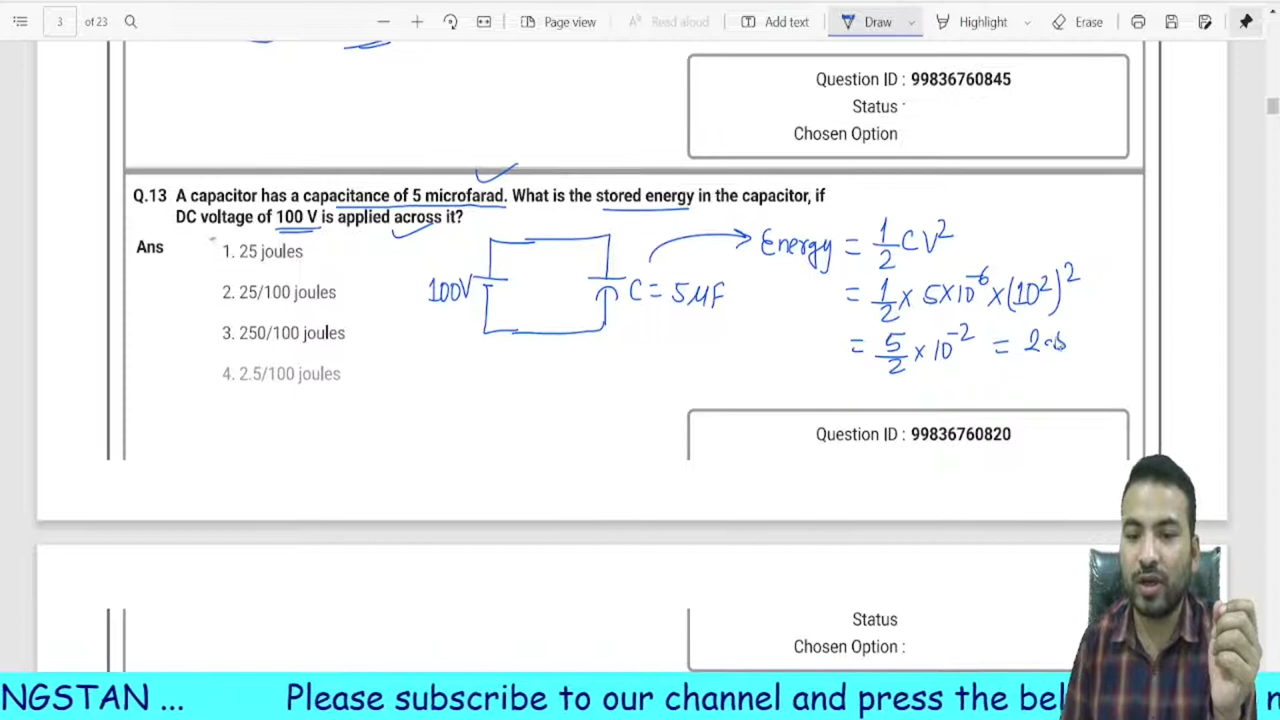 3 of 23 Page view Read aloud Add text Draw Highlight Erase
Question ID : 99836760845
Status
Chosen Option
Q.13 A capacitor has a capacitance of 5 microfarad. What is the stored energy in the capacitor, if
DC voltage of 100 V is applied across it?
Ans
1. 25 joules
2. 25/100 joules
3. 250/100 joules
4. 2.5/100 joules
100V
C = 5μF
Energy = 1/2 CV²
= 1/2 × 5×10⁻⁶ × (10²)²
= 5/2 × 10⁻² = 2.5
Question ID : 99836760820
Status
Chosen Option :
NGSTAN ... Please subscribe to our channel and press the bel